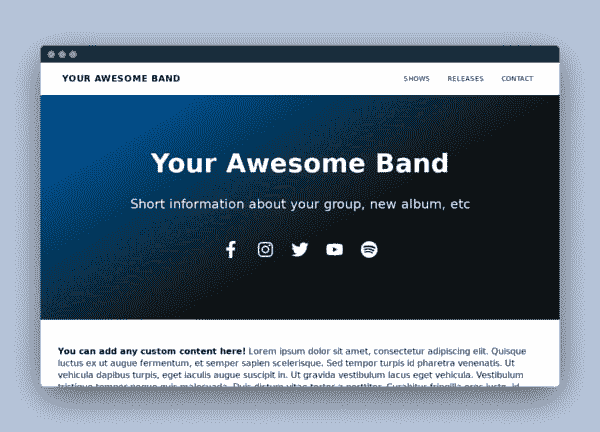 YOUR AWESOME BAND
SHOWS RELEASES CONTACT
Your Awesome Band
Short information about your group, new album, etc
You can add any custom content here! Lorem ipsum dolor sit amet, consectetur adipiscing elit. Quisque
luctus ex ut augue fermentum, et semper sapien scelerisque. Sed tempor turpis id pharetra venenatis. Ut
vehicula dapibus turpis, eget iaculis augue suscipit in. Ut gravida vestibulum lacus eget vehicula. Vestibulum